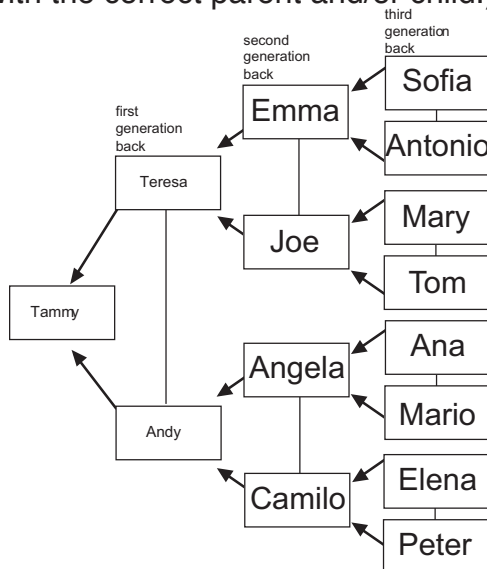 with the correct parent and/or child.
third
generation
back
second
generation
back
Sofia
Emma
first
generation
back
Antonio
Teresa
Mary
Joe
Tom
Tammy
Ana
Angela
Mario
Andy
Elena
Camilo
Peter